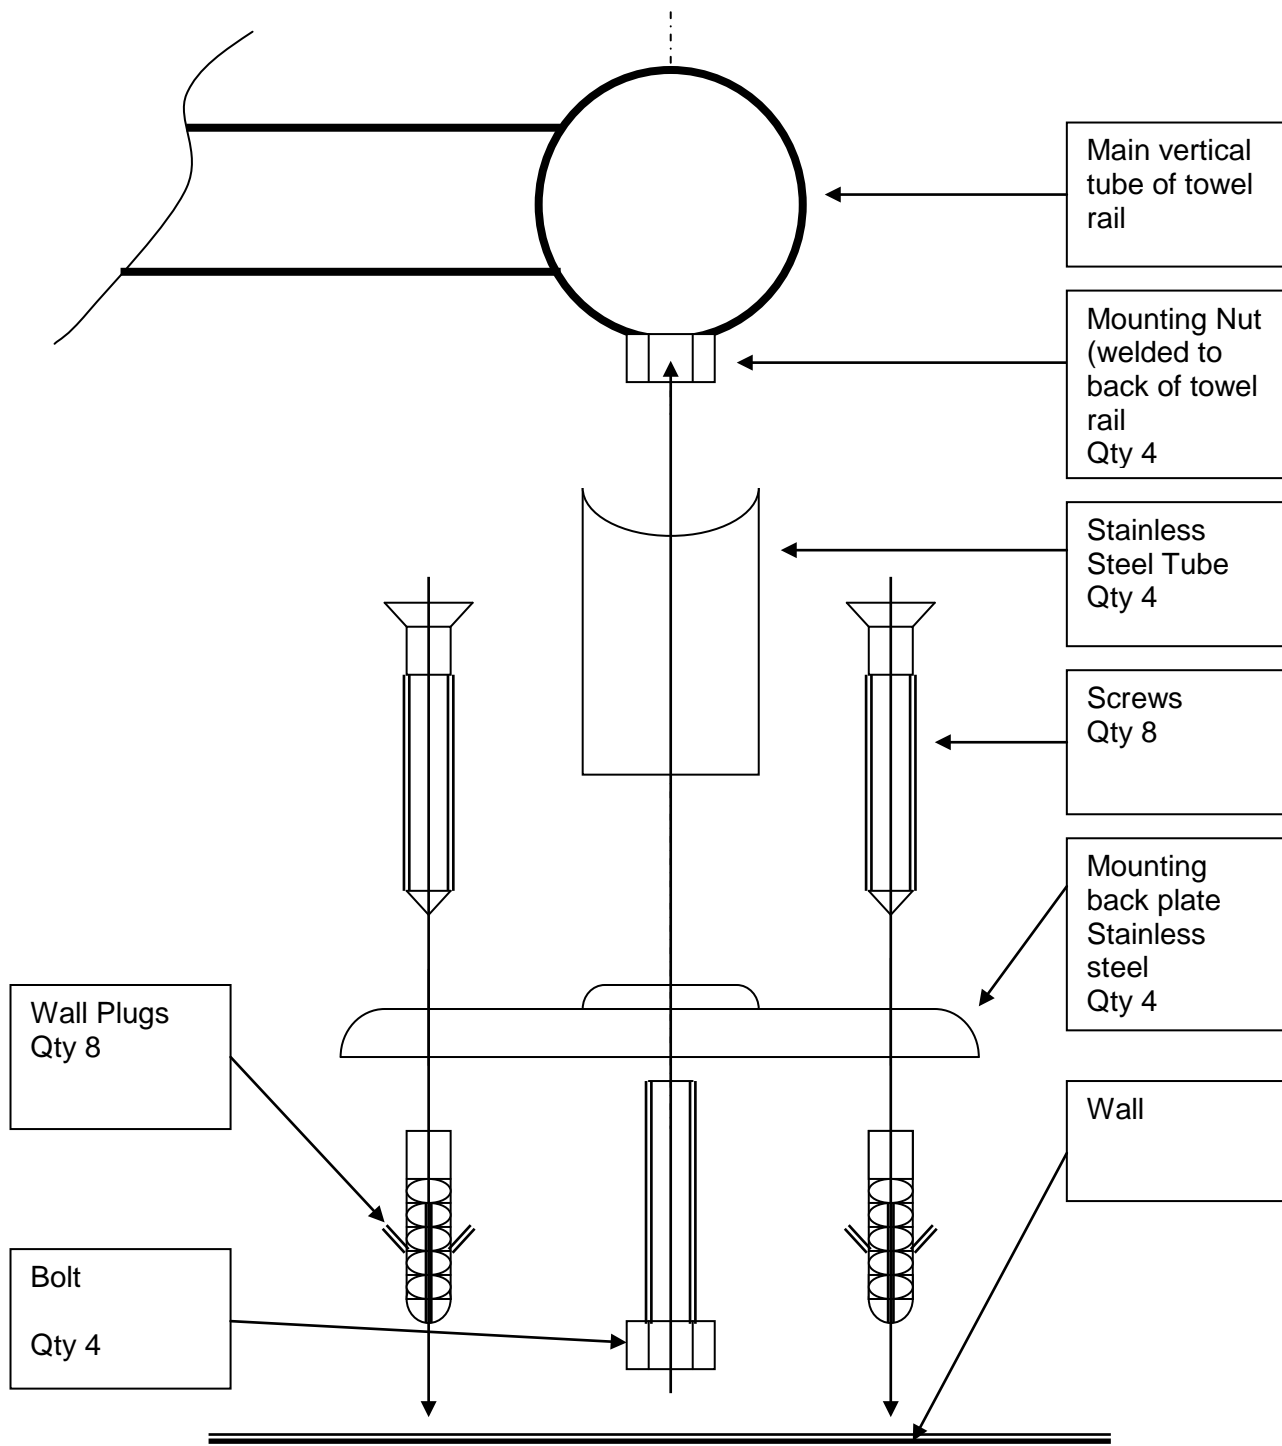 Main vertical
tube of towel
rail
Mounting Nut
(welded to
back of towel
rail
Qty 4
Stainless
Steel Tube
Qty 4
Screws
Qty 8
Mounting
back plate
Stainless
steel
Qty 4
Wall Plugs
Qty 8
Wall
Bolt
Qty 4